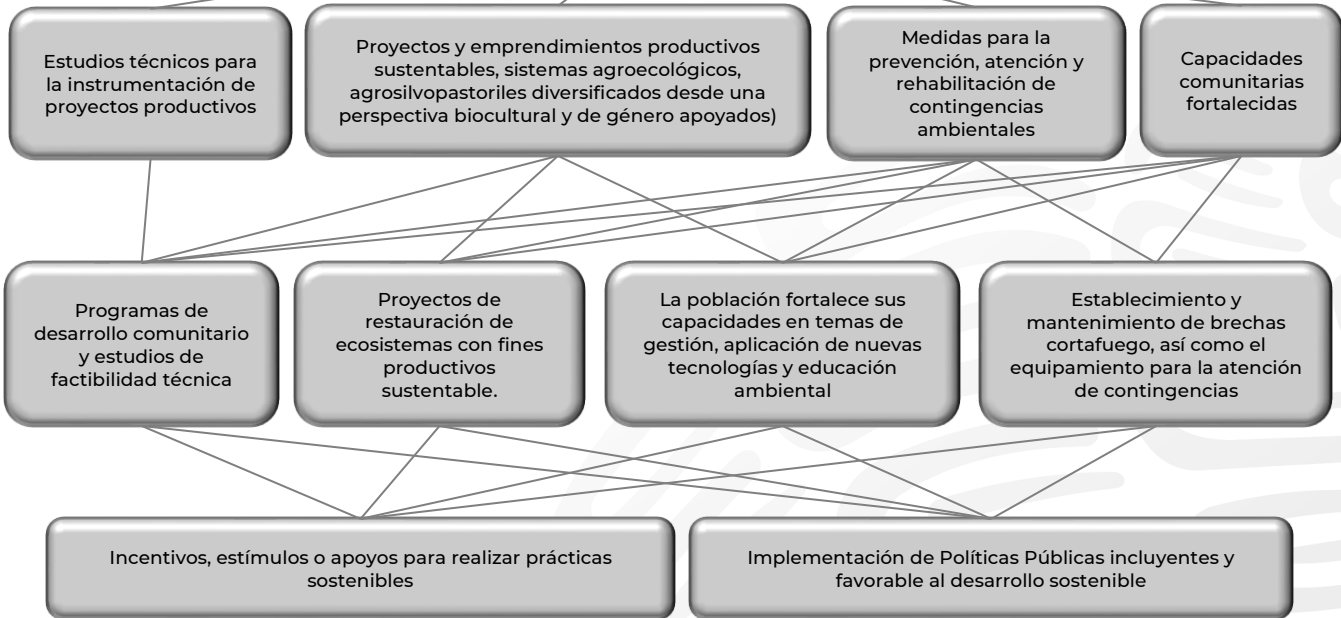 Estudios técnicos para
la instrumentación de
proyectos productivos
Proyectos y emprendimientos productivos
sustentables, sistemas agroecológicos,
agrosilvopastoriles diversificados desde una
perspectiva biocultural y de género apoyados)
Medidas para la
prevención, atención y
rehabilitación de
contingencias
ambientales
Capacidades
comunitarias
fortalecidas
Programas de
desarrollo comunitario
y estudios de
factibilidad técnica
Proyectos de
restauración de
ecosistemas con fines
productivos
sustentable.
La población fortalece sus
capacidades en temas de
gestión, aplicación de nuevas
tecnologías y educación
ambiental
Establecimiento y
mantenimiento de brechas
cortafuego, así como el
equipamiento para la atención
de contingencias
Incentivos, estímulos o apoyos para realizar prácticas
sostenibles
Implementación de Políticas Públicas incluyentes y
favorable al desarrollo sostenible